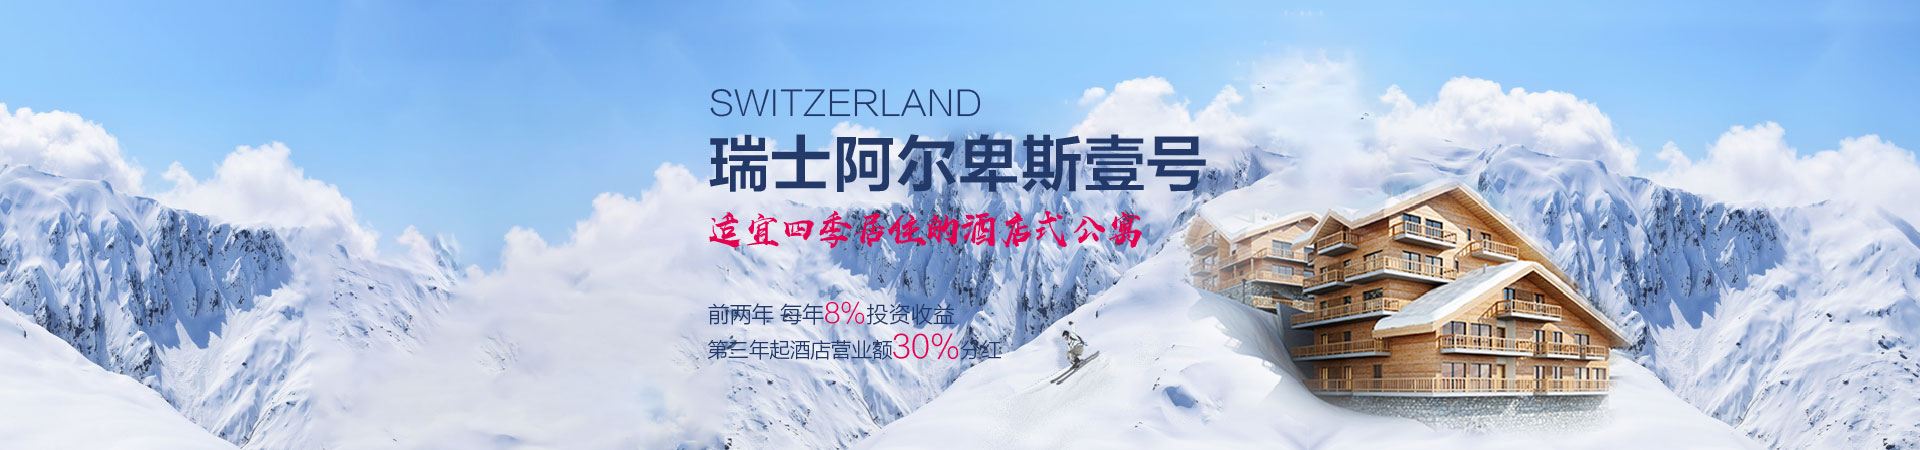 SWITZERLAND
瑞士阿尔卑斯壹号
适宜四季居住的酒店式公寓
前两年 每年8%投资收益
第三年起酒店营业额30%分红